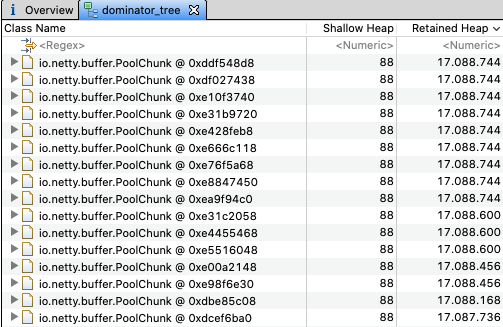 Overview dominator_tree
Class Name Shallow Heap Retained Heap
<Regex> <Numeric> <Numeric>
io.netty.buffer.PoolChunk @ 0xddf548d8 88 17.088.744
io.netty.buffer.PoolChunk @ 0xdf027438 88 17.088.744
io.netty.buffer.PoolChunk @ 0xe10f3740 88 17.088.744
io.netty.buffer.PoolChunk @ 0xe31b9720 88 17.088.744
io.netty.buffer.PoolChunk @ 0xe428feb8 88 17.088.744
io.netty.buffer.PoolChunk @ 0xe666c118 88 17.088.744
io.netty.buffer.PoolChunk @ 0xe76f5a68 88 17.088.744
io.netty.buffer.PoolChunk @ 0xe8847450 88 17.088.744
io.netty.buffer.PoolChunk @ 0xea9f94c0 88 17.088.744
io.netty.buffer.PoolChunk @ 0xe31c2058 88 17.088.600
io.netty.buffer.PoolChunk @ 0xe4455468 88 17.088.600
io.netty.buffer.PoolChunk @ 0xe5516048 88 17.088.600
io.netty.buffer.PoolChunk @ 0xe00a2148 88 17.088.456
io.netty.buffer.PoolChunk @ 0xe98f6e30 88 17.088.456
io.netty.buffer.PoolChunk @ 0xdbe85c08 88 17.088.168
io.netty.buffer.PoolChunk @ 0xdcef6ba0 88 17.087.736